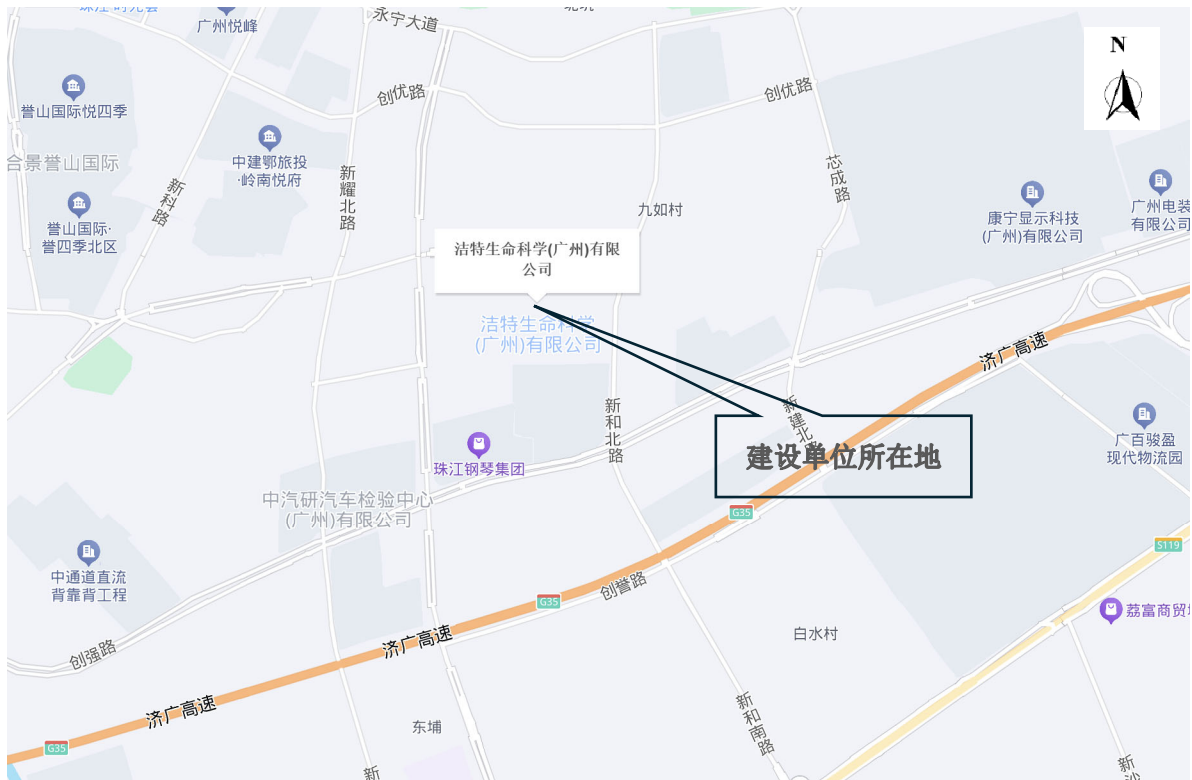 永宁大道
广州悦峰
N
创优路
创优路
誉山国际悦四季
合景誉山国际
中建鄂旅投
·岭南悦府
新耀北路
新科路
芯成路
九如村
康宁显示科技
(广州)有限公司
广州电装
有限公司
誉山国际·
誉四季北区
洁特生命科学(广州)有限
公司
洁特生命科学
(广州)有限公司
济广高速
新和北路
新建北路
建设单位所在地
广百骏盈
现代物流园
珠江钢琴集团
中汽研汽车检验中心
(广州)有限公司
G35
S119
中通道直流
背靠背工程
G35
创誉路
荔富商贸
白水村
济广高速
创强路
济广高速
新和南路
东埔
G35
新
新